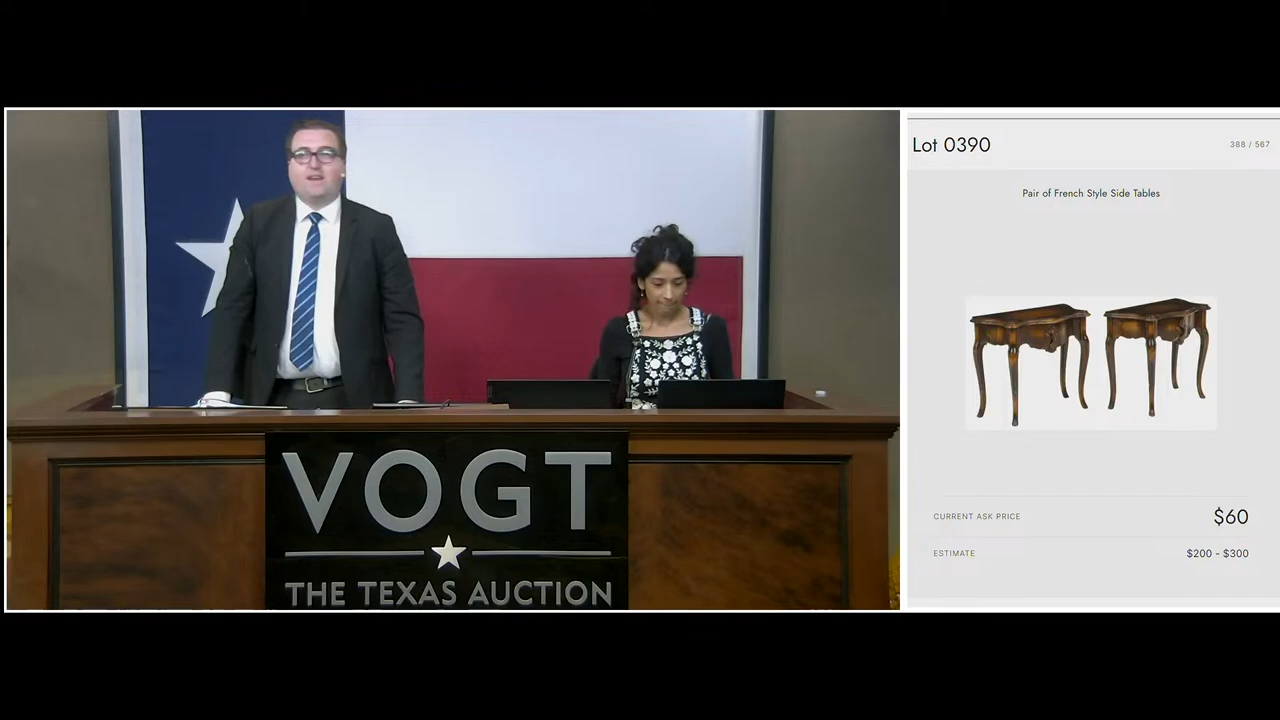 VOGT
THE TEXAS AUCTION
Lot 0390
388 / 567
Pair of French Style Side Tables
CURRENT ASK PRICE
$60
ESTIMATE
$200 - $300